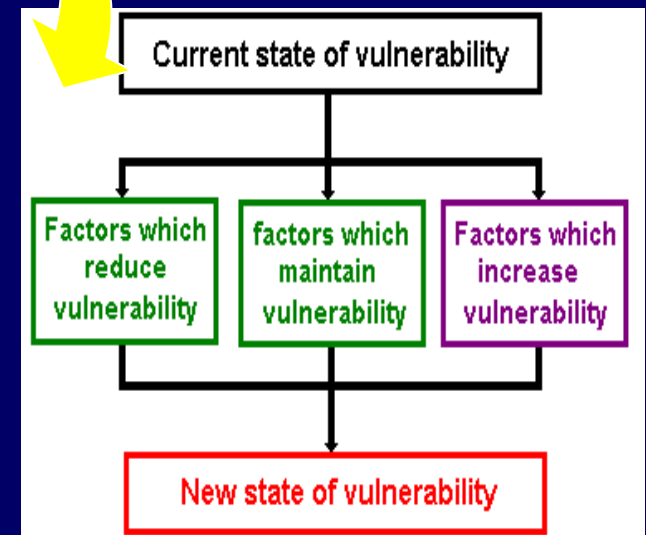 Current state of vulnerability
Factors which
reduce
vulnerability
factors which
maintain
vulnerability
Factors which
increase
vulnerability
New state of vulnerability